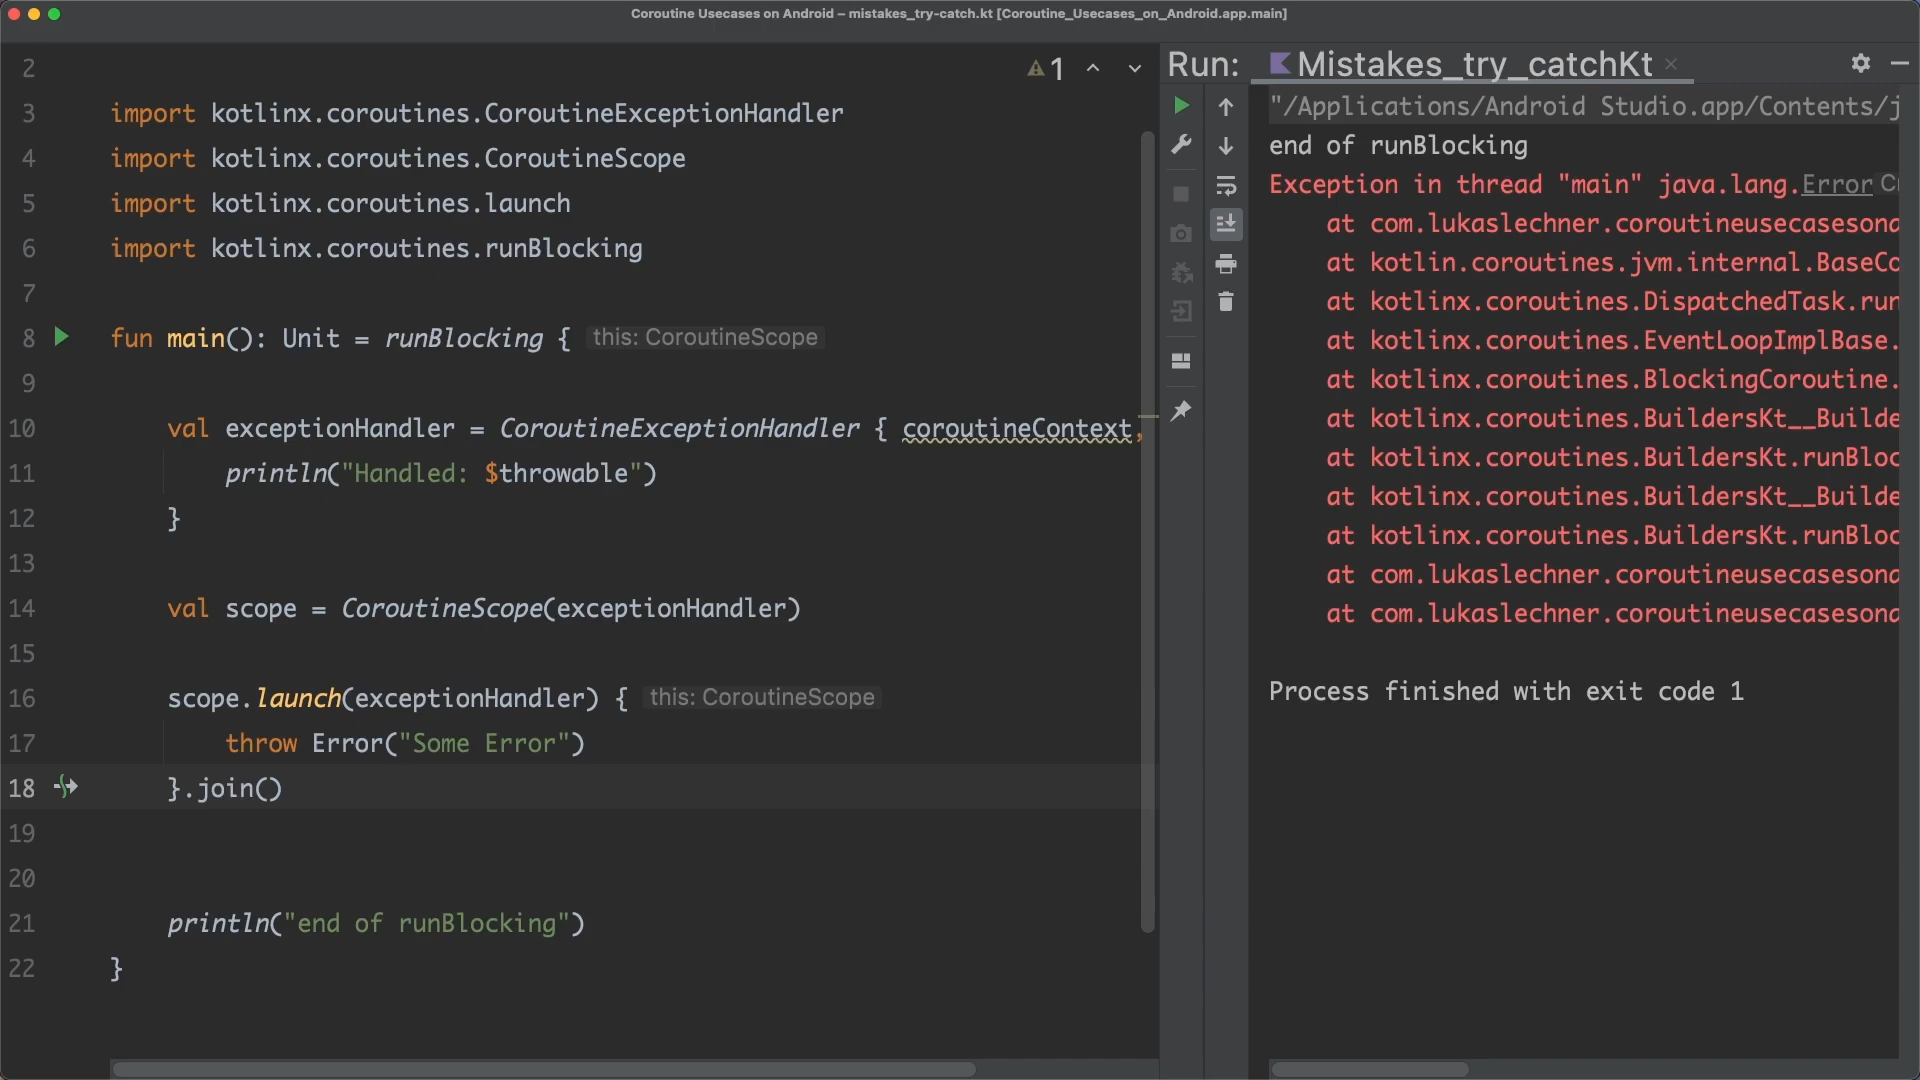 Coroutine Usecases on Android – mistakes_try-catch.kt [Coroutine_Usecases_on_Android.app.main]
2
3 import kotlinx.coroutines.CoroutineExceptionHandler
4 import kotlinx.coroutines.CoroutineScope
5 import kotlinx.coroutines.launch
6 import kotlinx.coroutines.runBlocking
7
8 fun main(): Unit = runBlocking { this: CoroutineScope
9
10 val exceptionHandler = CoroutineExceptionHandler { coroutineContext,
11 println("Handled: $throwable")
12 }
13
14 val scope = CoroutineScope(exceptionHandler)
15
16 scope.launch(exceptionHandler) { this: CoroutineScope
17 throw Error("Some Error")
18 }.join()
19
20
21 println("end of runBlocking")
22 }
1
Run: Mistakes_try_catchKt
"/Applications/Android Studio.app/Contents/j
end of runBlocking
Exception in thread "main" java.lang.Error
at com.lukaslechner.coroutineusecasesona
at kotlin.coroutines.jvm.internal.BaseCo
at kotlinx.coroutines.DispatchedTask.run
at kotlinx.coroutines.EventLoopImplBase.
at kotlinx.coroutines.BlockingCoroutine.
at kotlinx.coroutines.BuildersKt__Builde
at kotlinx.coroutines.BuildersKt.runBloc
at kotlinx.coroutines.BuildersKt__Builde
at kotlinx.coroutines.BuildersKt.runBloc
at com.lukaslechner.coroutineusecasesona
at com.lukaslechner.coroutineusecasesona
Process finished with exit code 1